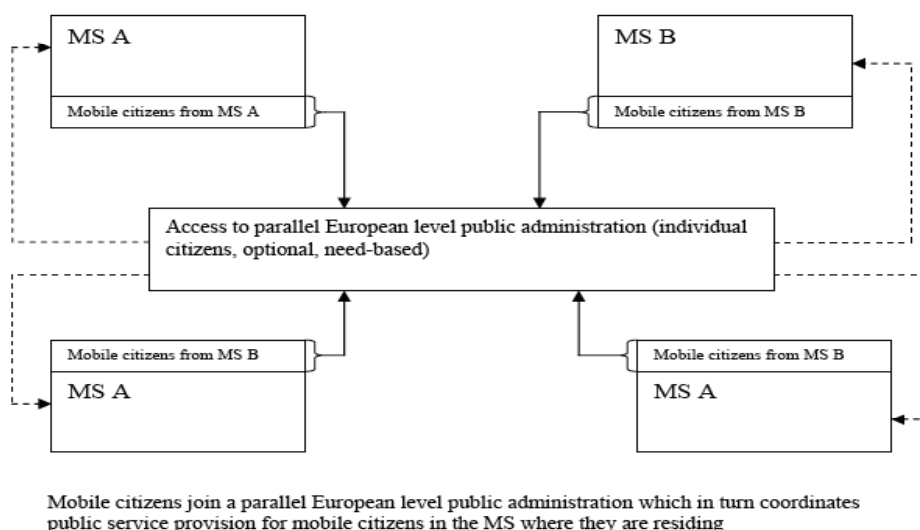 MS A
Mobile citizens from MS A
MS B
Mobile citizens from MS B
Access to parallel European level public administration (individual
citizens, optional, need-based)
Mobile citizens from MS B
MS A
Mobile citizens from MS B
MS A
Mobile citizens join a parallel European level public administration which in turn coordinates
public service provision for mobile citizens in the MS where they are residing